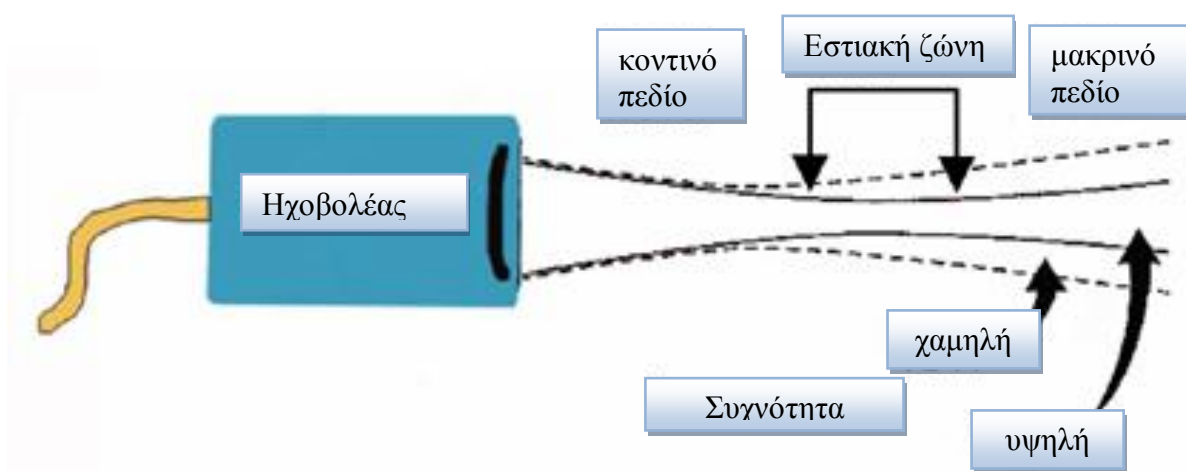 κοντινό
πεδίο
Εστιακή ζώνη
μακρινό
πεδίο
Ηχοβολέας
χαμηλή
Συχνότητα
υψηλή